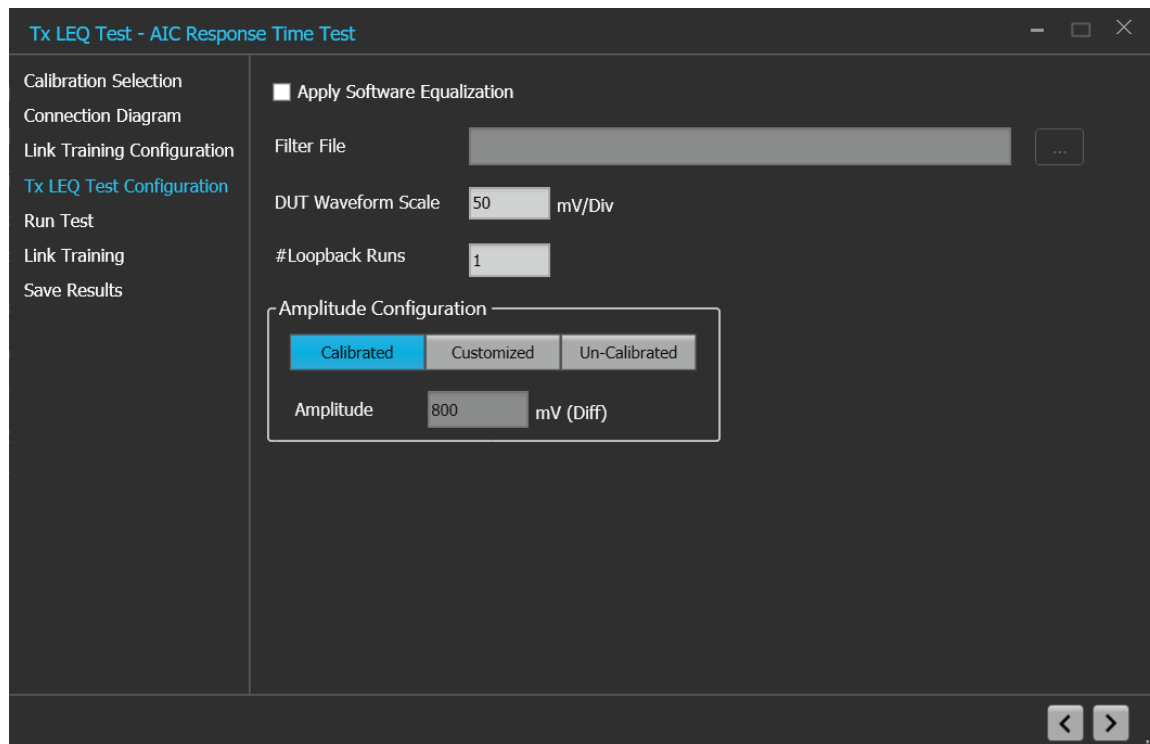 Tx LEQ Test - AIC Response Time Test
Calibration Selection
Connection Diagram
Link Training Configuration
Tx LEQ Test Configuration
Run Test
Link Training
Save Results
Apply Software Equalization
Filter File
...
DUT Waveform Scale 50 mV/Div
#Loopback Runs 1
Amplitude Configuration
Calibrated Customized Un-Calibrated
Amplitude 800 mV (Diff)